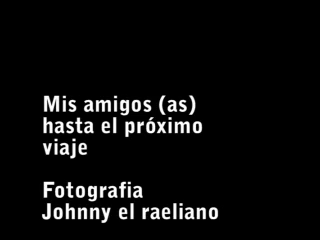 Mis amigos (as)
hasta el próximo
viaje
Fotografia
Johnny el raeliano